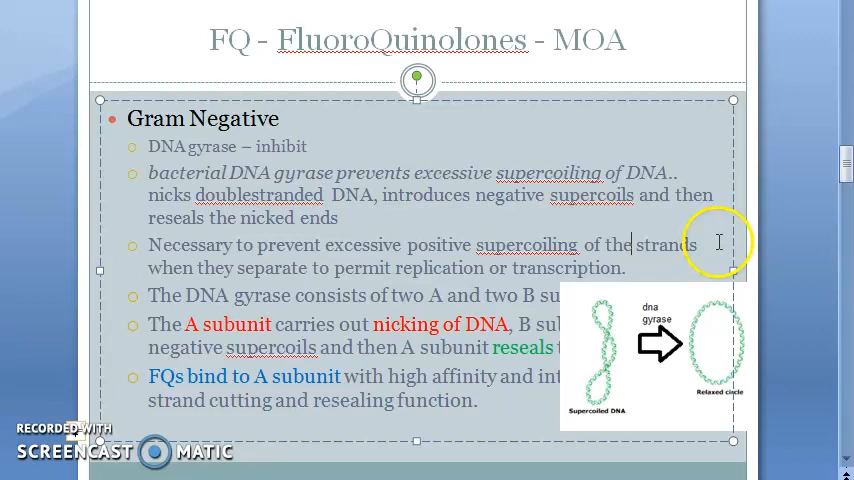 FQ - FluoroQuinolones - MOA
Gram Negative
DNA gyrase – inhibit
bacterial DNA gyrase prevents excessive supercoiling of DNA..
nicks doublestranded DNA, introduces negative supercoils and then
reseals the nicked ends
Necessary to prevent excessive positive supercoiling of the strands
when they separate to permit replication or transcription.
The DNA gyrase consists of two A and two B
The A subunit carries out nicking of DNA, B
negative supercoils and then A subunit reseals
FQs bind to A subunit with high affinity and
strand cutting and resealing function.
dna
gyrase
Supercoiled DNA
Relaxed circle
RECORDED WITH
SCREENCAST MATIC